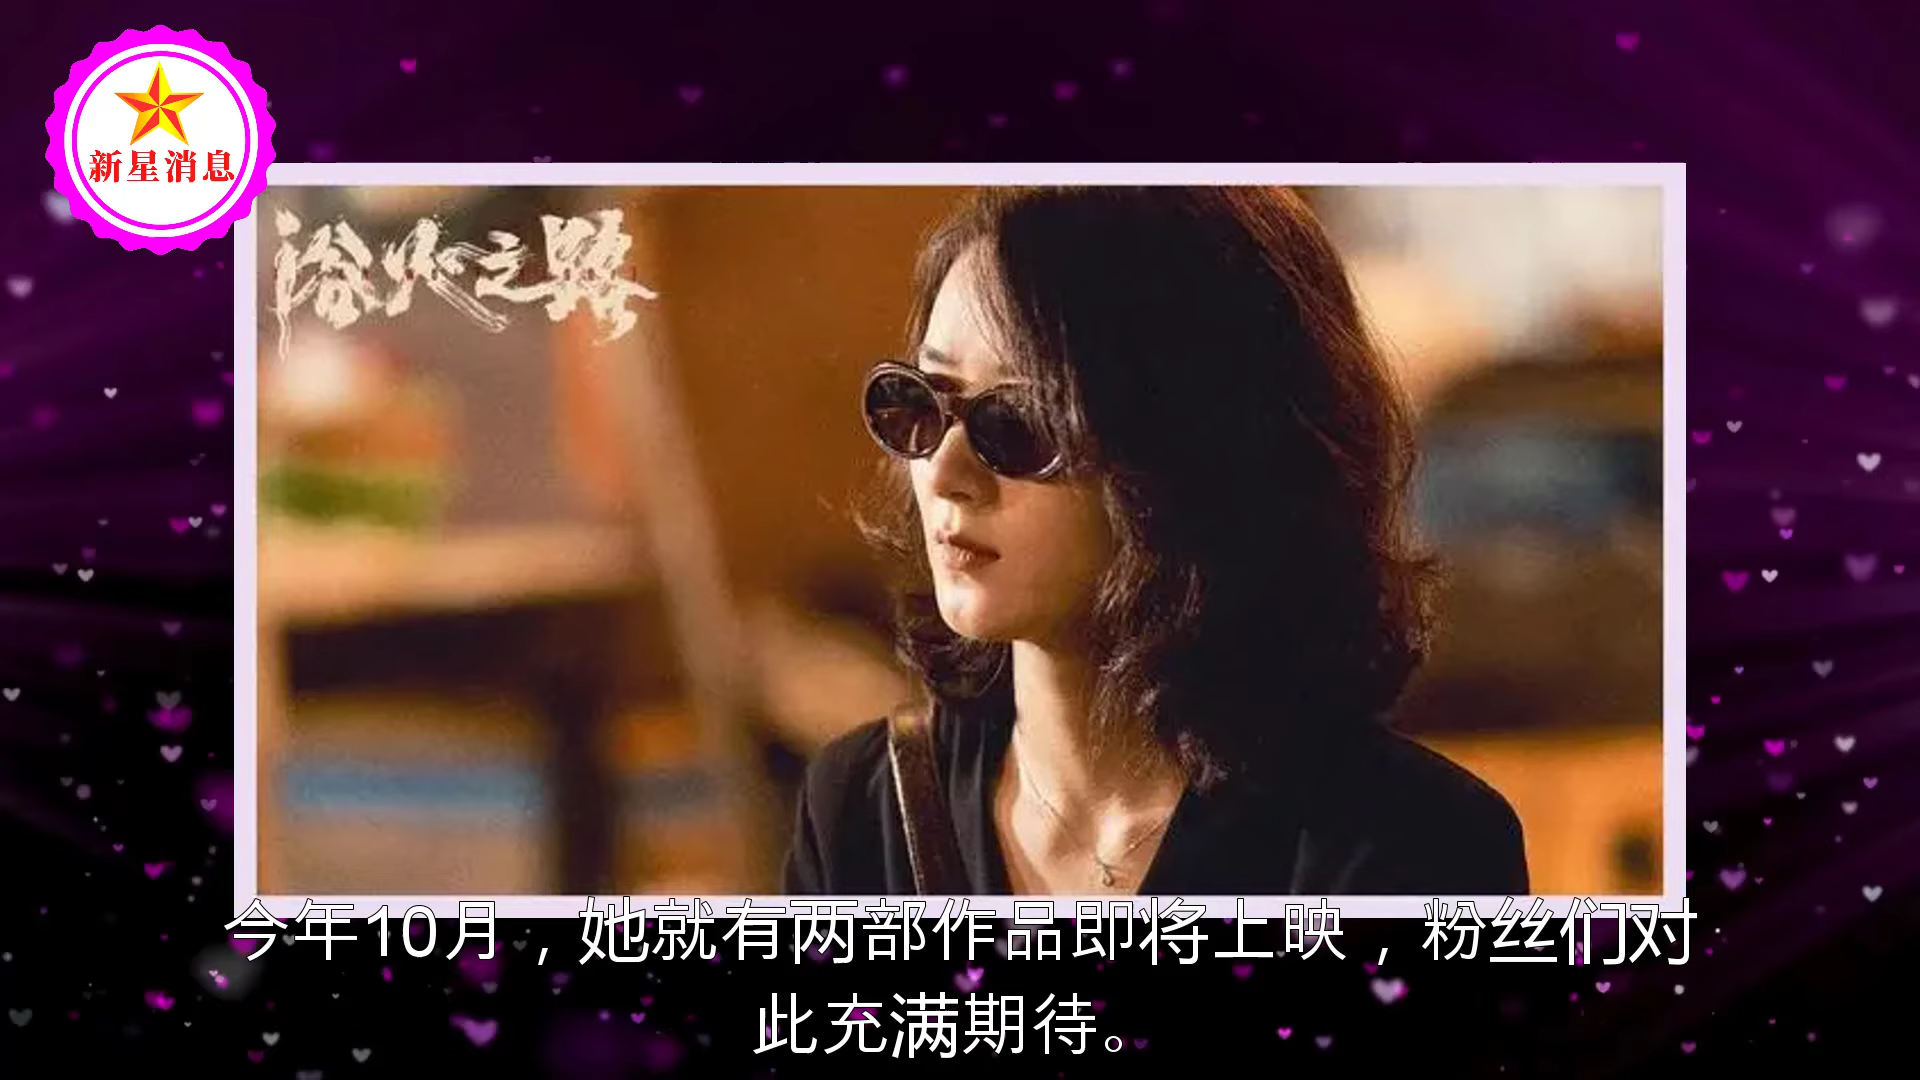 新星消息
浴火之路
今年10月，她就有两部作品即将上映，粉丝们对
此充满期待。